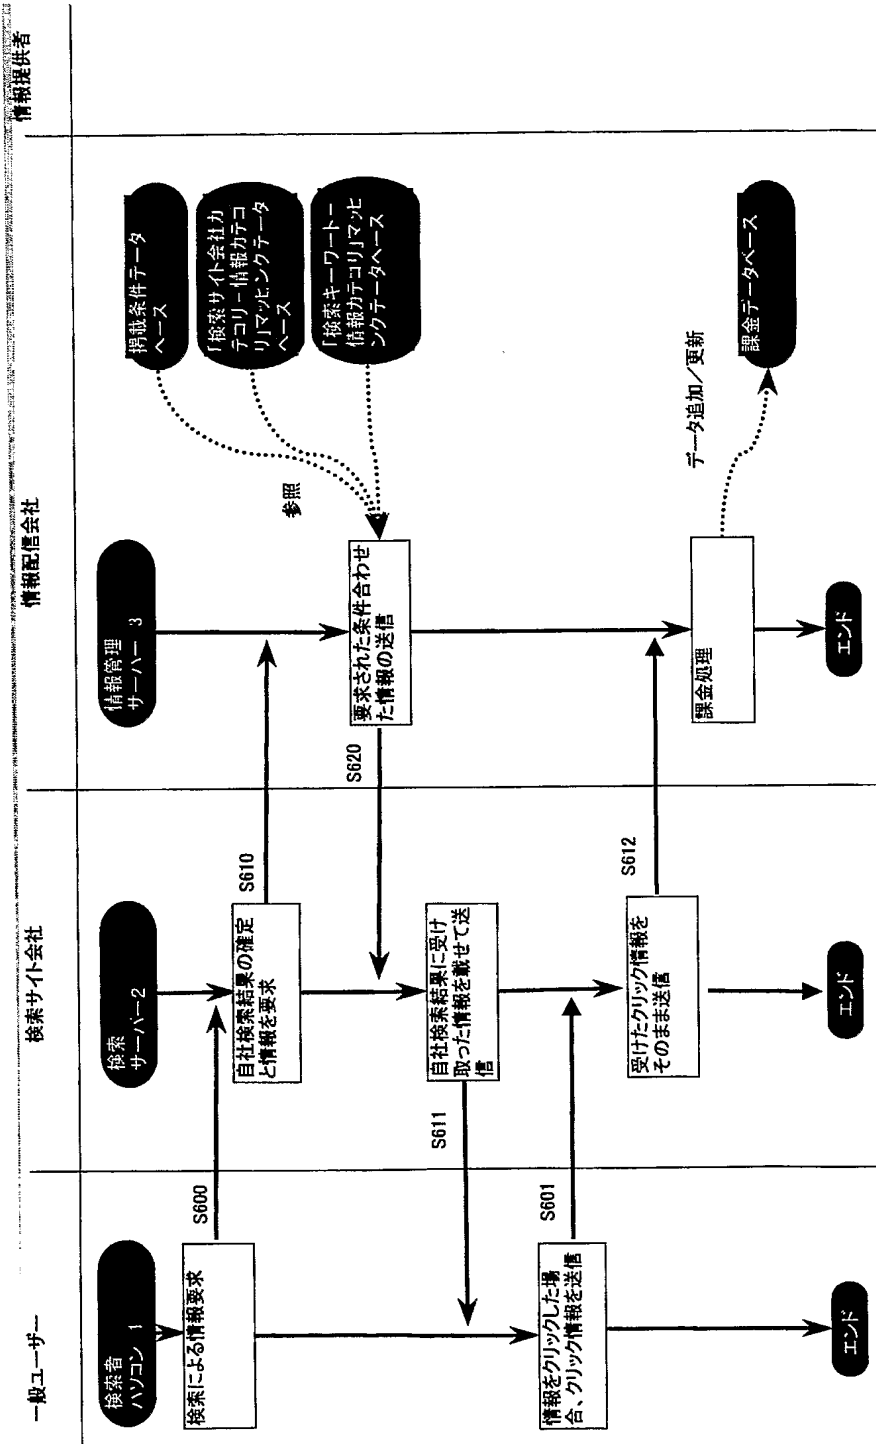 一般ユーザー
検索サイト会社
情報配信会社
情報提供者
検索者
パソコン 1
検索
サーバー2
情報管理
サーバー 3
掲載条件データ
ベース
「検索サイト会社カ
テコリー情報カテコ
リ」マッピンクテータ
ベース
「検索キーワートー
情報カテコリ」マッピ
ンクテータヘース
検索による情報要求
S600
自社検索結果の確定
と情報を要求
S610
参照
要求された条件合わせ
た情報の送信
S620
自社検索結果に受け
取った情報を載せて送
信
S611
情報をクリックした場
合、クリック情報を送信
S601
受けたクリック情報を
そのまま送信
S612
課金処理
データ追加/更新
課金データベース
エンド
エンド
エンド